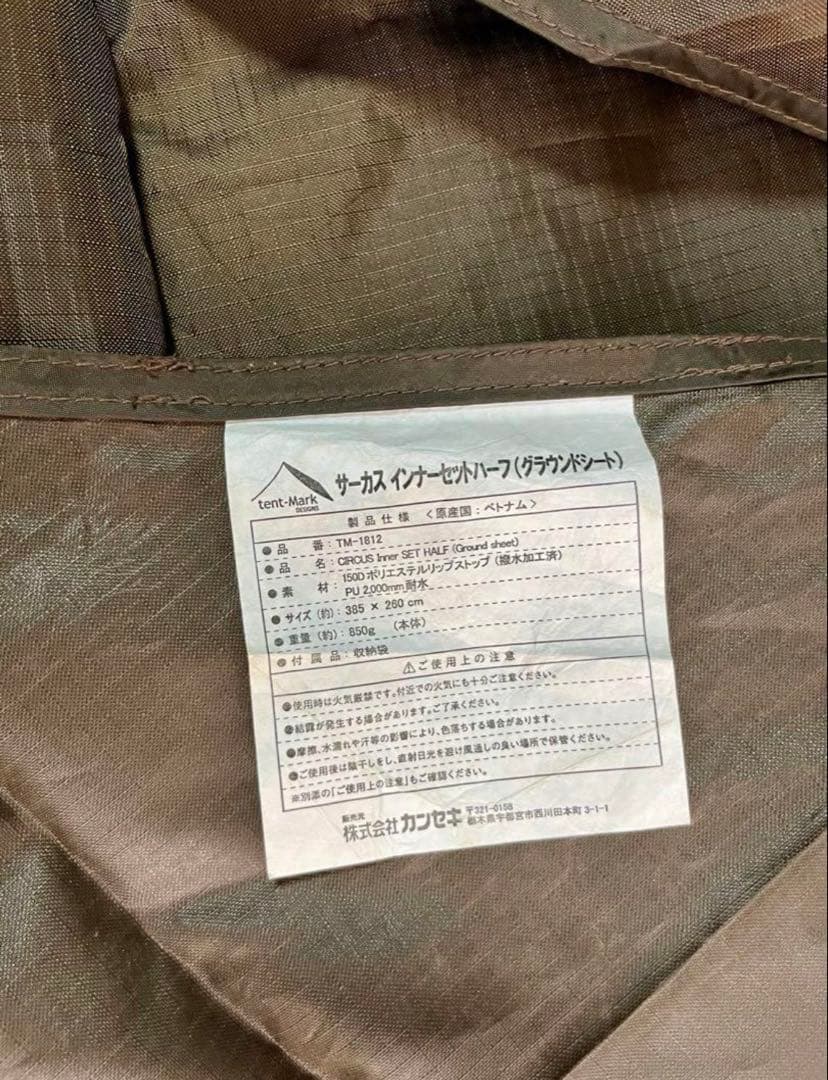 tent-Mark
DESIGNS
サーカス インナーセットハーフ(グラウンドシート)
製品仕様 〈原産国:ベトナム〉
●品 番:TM-1812
●品 名:CIRCUS Inner SET HALF (Ground sheet)
●素 材:150Dポリエステルリップストップ(撥水加工済)
PU 2,000mm耐水
●サイズ(約):385 × 260 cm
●重量(約):850g (本体)
●付属品:収納袋
⚠ご使用上の注意
●使用時は火気厳禁です。付近での火気にも十分ご注意ください。
●結露が発生する場合があります。ご了承ください。
●摩擦、水濡れや汗等の影響により、色落ちする場合があります。
●ご使用後は陰干しをし、直射日光を避け風通しの良い場所で保管ください。
※別添の「ご使用上の注意」もご確認ください。
販売元
株式会社カンセキ 〒321-0158
栃木県宇都宮市西川田本町 3-1-1